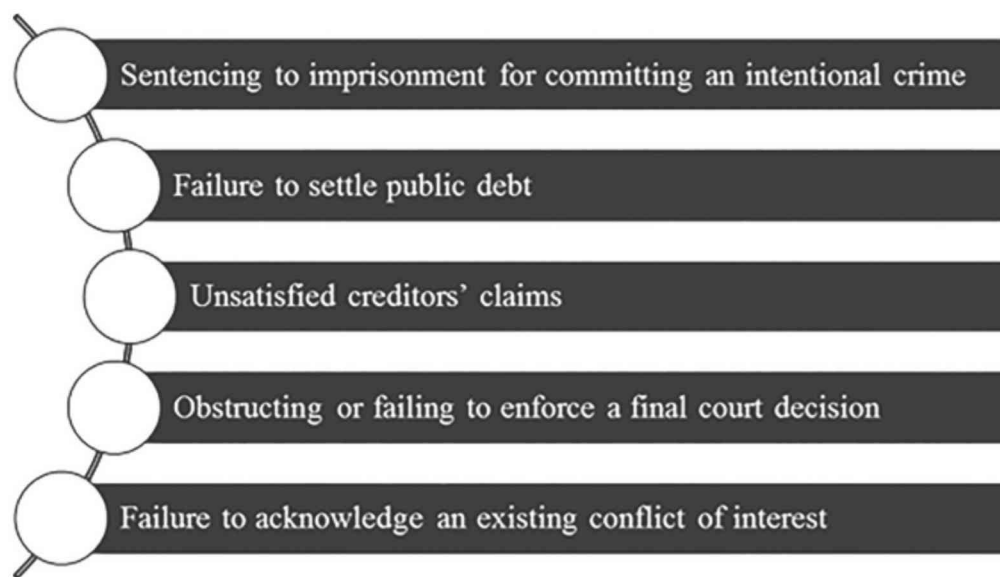 Sentencing to imprisonment for committing an intentional crime
Failure to settle public debt
Unsatisfied creditors’ claims
Obstructing or failing to enforce a final court decision
Failure to acknowledge an existing conflict of interest